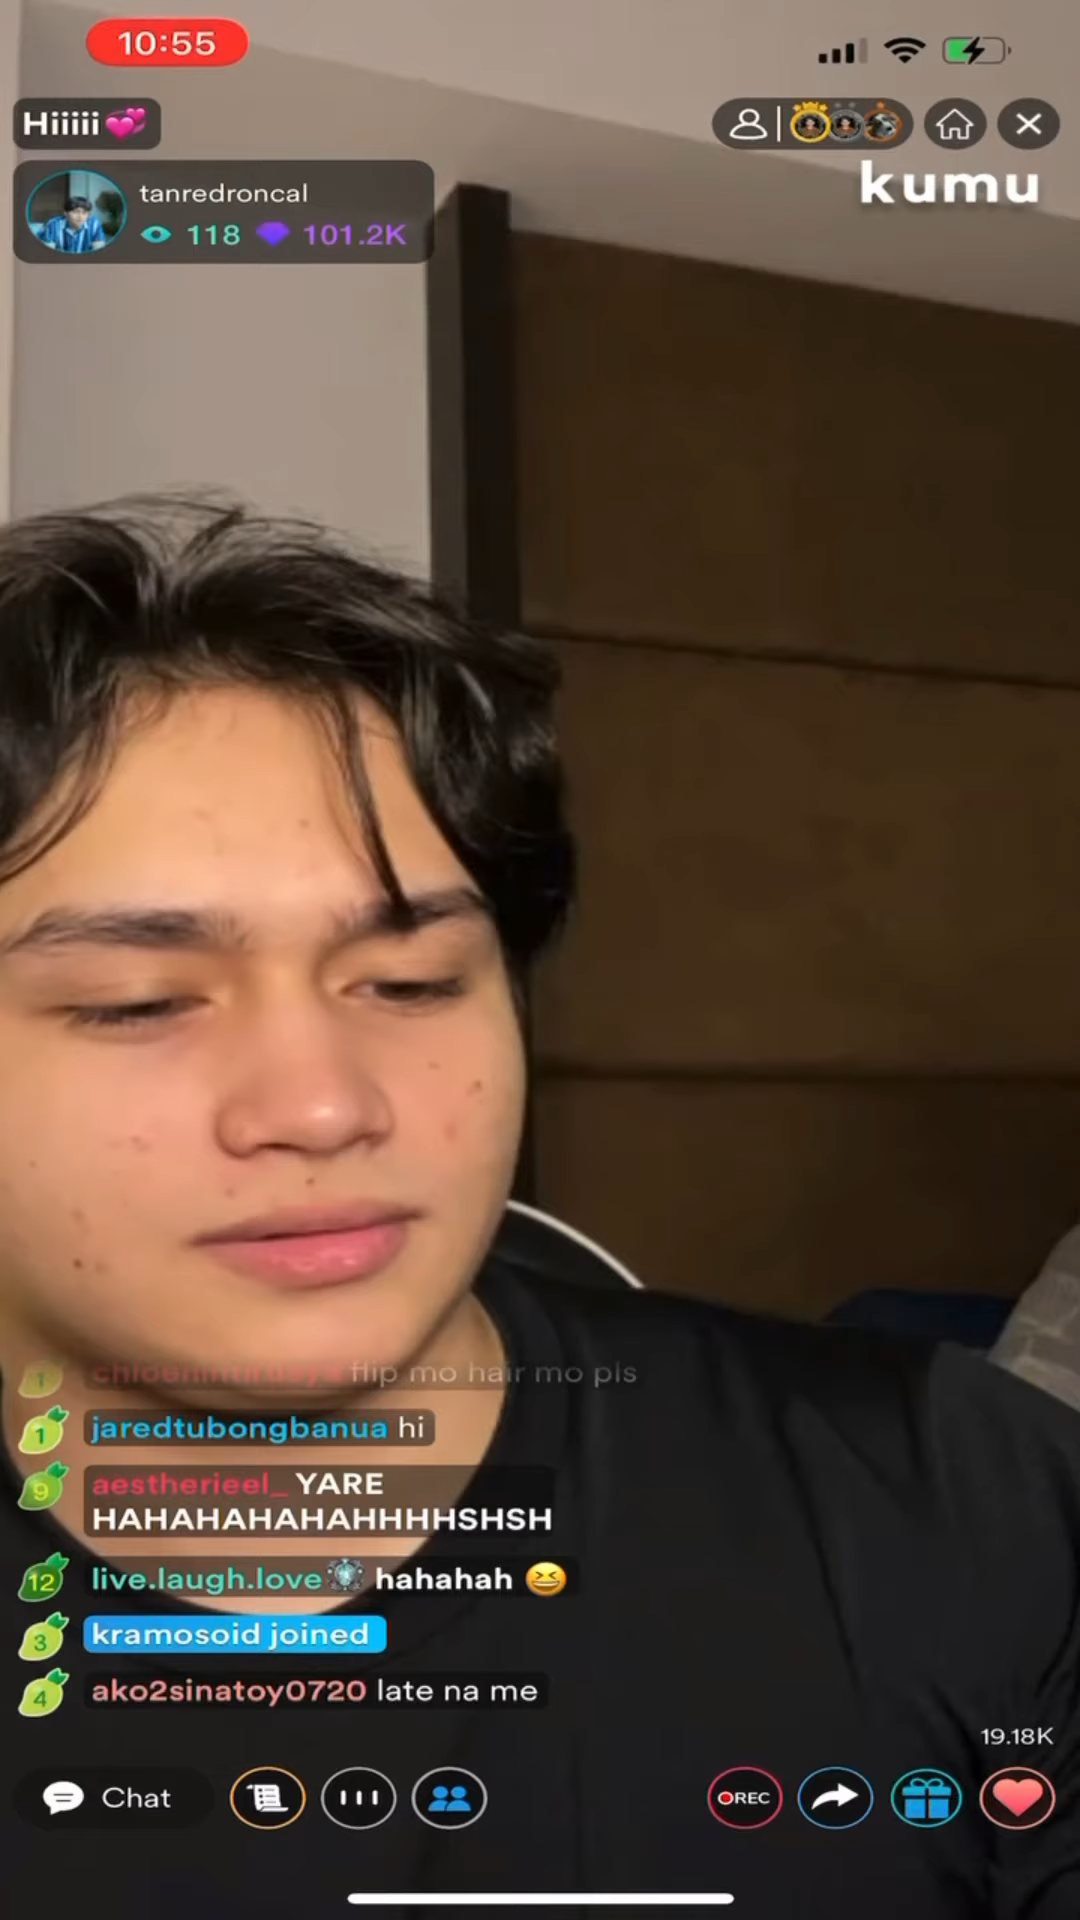 10:55
Hiiiii💞
kumu
tanredroncal
118 101.2K
flip mo hair mo pls
1 jaredtubongbanua hi
9 aestherieel_ YARE
HAHAHAHAHAHHHHSHSH
12 live.laugh.love hahahah 😆
3 kramosoid joined
4 ako2sinatoy0720 late na me
19.18K
Chat
REC